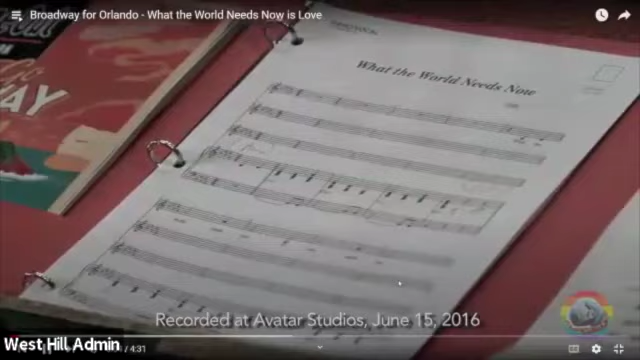 Broadway for Orlando - What the World Needs Now is Love
What the World Needs Now
WAY
Recorded at Avatar Studios, June 15, 2016
West Hill Admin
/ 4:31